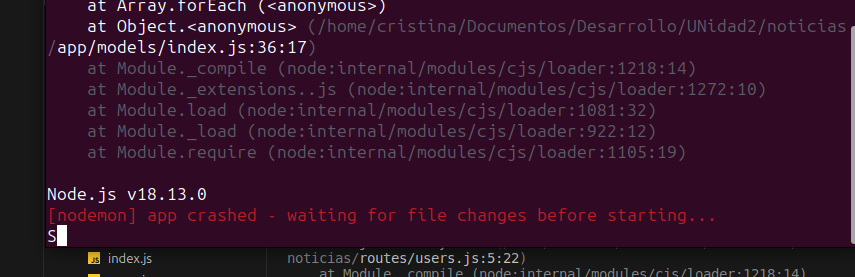 at Array.forEach (<anonymous>)
at Object.<anonymous> (/home/cristina/Documentos/Desarrollo/UNidad2/noticias
/app/models/index.js:36:17)
at Module._compile (node:internal/modules/cjs/loader:1218:14)
at Module._extensions..js (node:internal/modules/cjs/loader:1272:10)
at Module.load (node:internal/modules/cjs/loader:1081:32)
at Module._load (node:internal/modules/cjs/loader:922:12)
at Module.require (node:internal/modules/cjs/loader:1105:19)
Node.js v18.13.0
[nodemon] app crashed - waiting for file changes before starting...
S
JS index.js
noticias/routes/users.js:5:22)
at Module._compile (node:internal/modules/cjs/loader:1218:14)